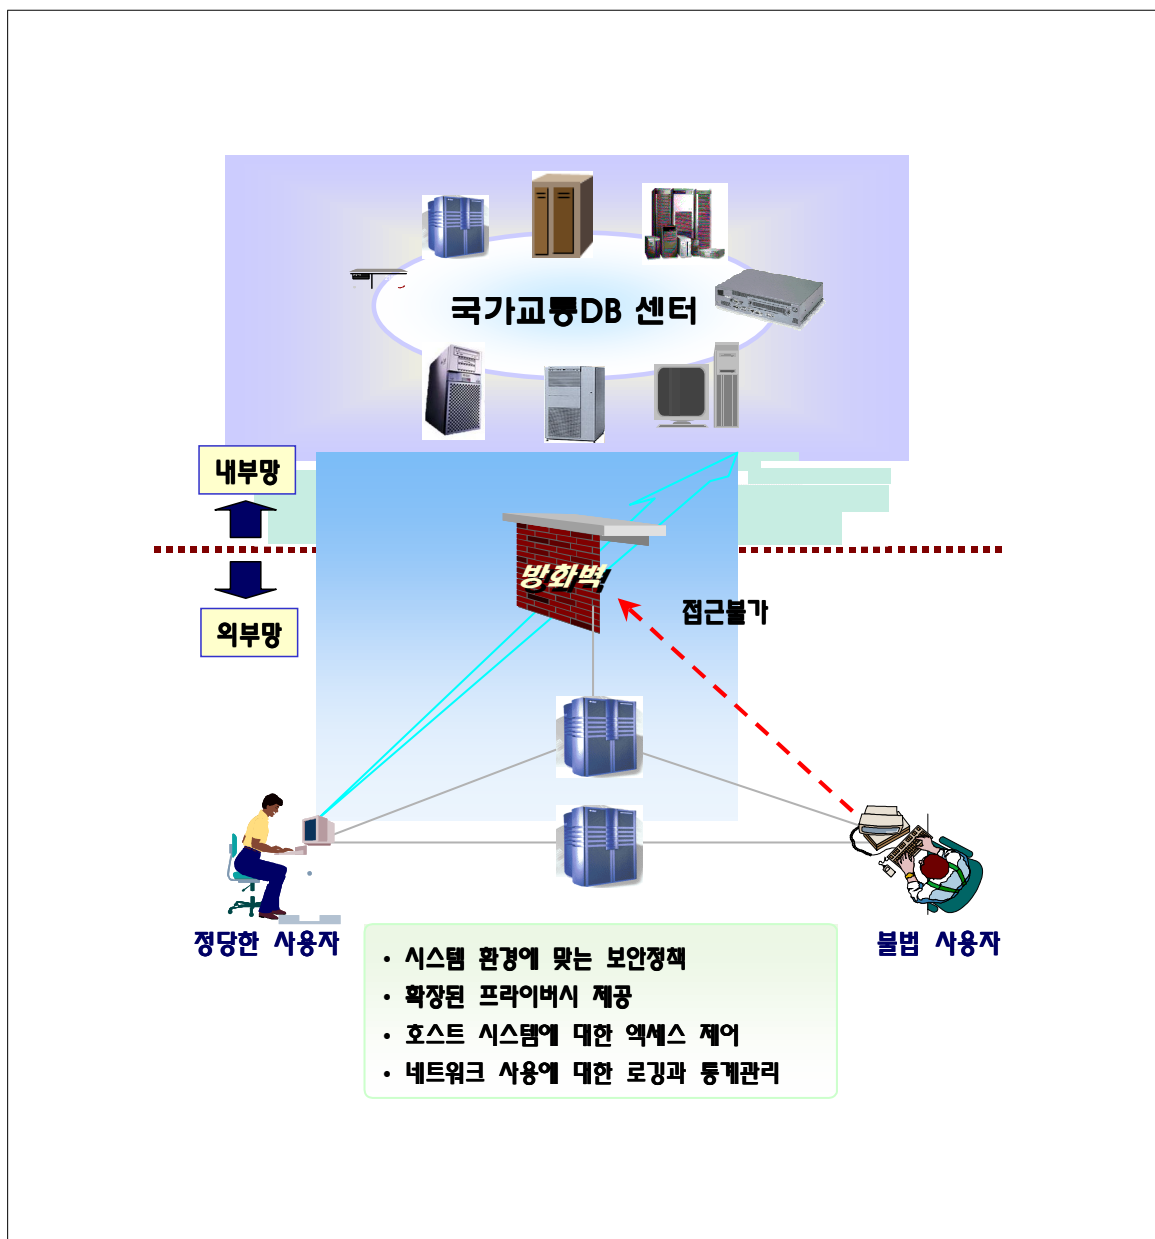 국가교통DB 센터
내부망
방화벽
접근불가
외부망
정당한 사용자
불법 사용자
• 시스템 환경에 맞는 보안정책
• 확장된 프라이버시 제공
• 호스트 시스템에 대한 엑세스 제어
• 네트워크 사용에 대한 로깅과 통계관리